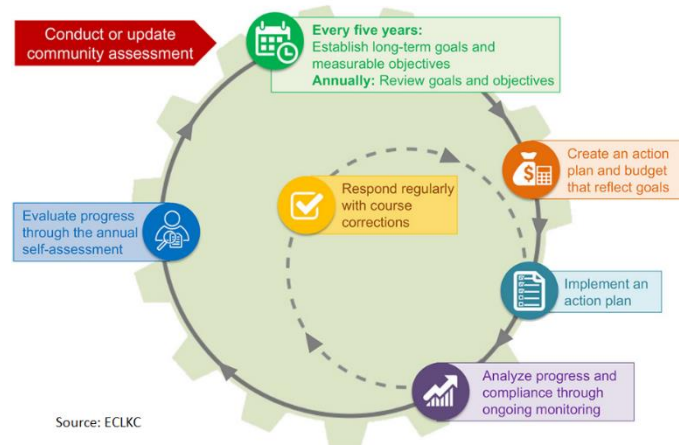 Conduct or update
community assessment
Every five years:
Establish long-term goals and
measurable objectives
Annually: Review goals and objectives
Create an action
plan and budget
that reflect goals
Respond regularly
with course
corrections
Evaluate progress
through the annual
self-assessment
Implement an
action plan
Analyze progress and
compliance through
ongoing monitoring
Source: ECLKC